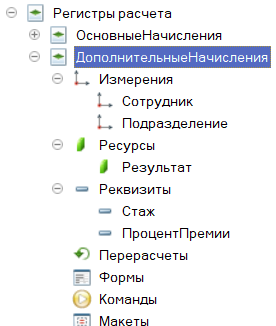 Регистры расчета
ОсновныеНачисления
ДополнительныеНачисления
Измерения
Сотрудник
Подразделение
Ресурсы
Результат
Реквизиты
Стаж
ПроцентПремии
Перерасчеты
Формы
Команды
Макеты